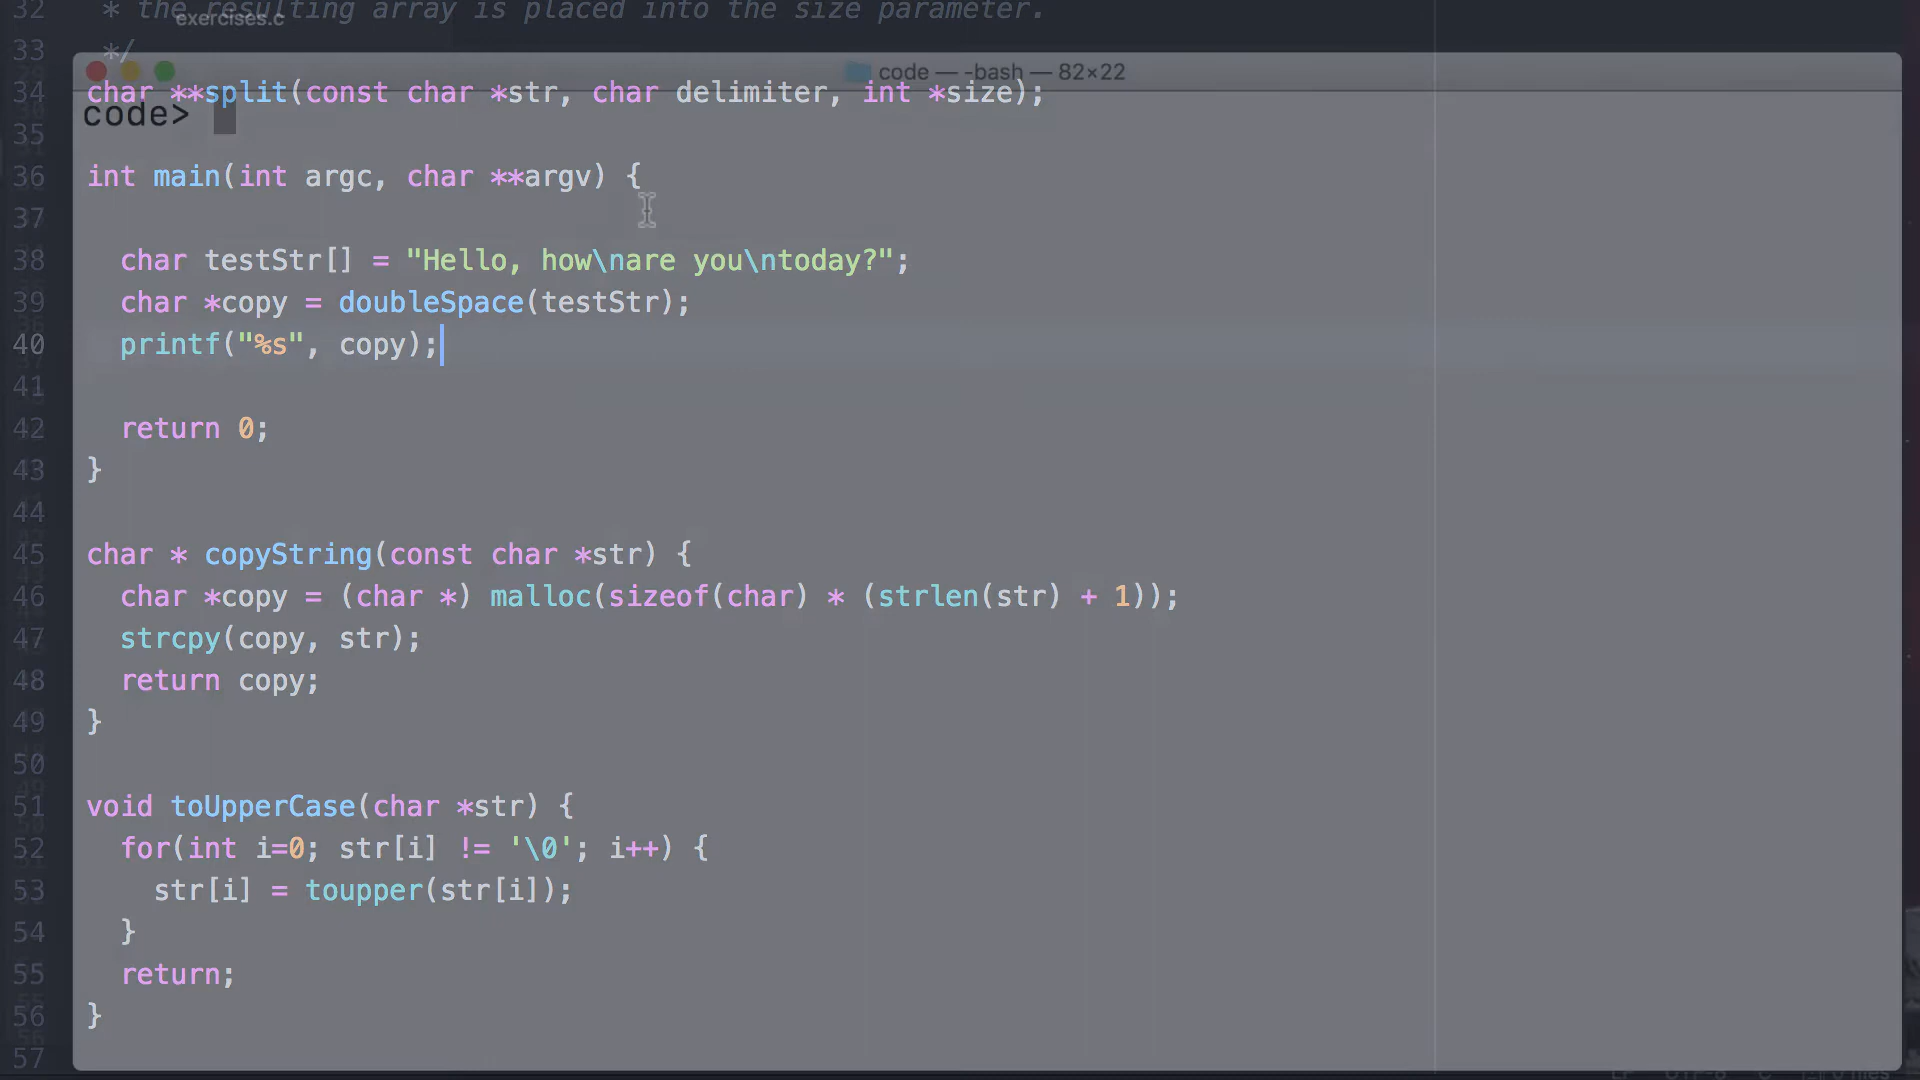 exercises.c
32 * the resulting array is placed into the size parameter.
33 */
code — -bash — 82×22
34 char **split(const char *str, char delimiter, int *size);
code>
35
36 int main(int argc, char **argv) {
37
38 char testStr[] = "Hello, how\nare you\ntoday?";
39 char *copy = doubleSpace(testStr);
40 printf("%s", copy);
41
42 return 0;
43 }
44
45 char * copyString(const char *str) {
46 char *copy = (char *) malloc(sizeof(char) * (strlen(str) + 1));
47 strcpy(copy, str);
48 return copy;
49 }
50
51 void toUpperCase(char *str) {
52 for(int i=0; str[i] != '\0'; i++) {
53 str[i] = toupper(str[i]);
54 }
55 return;
56 }
57